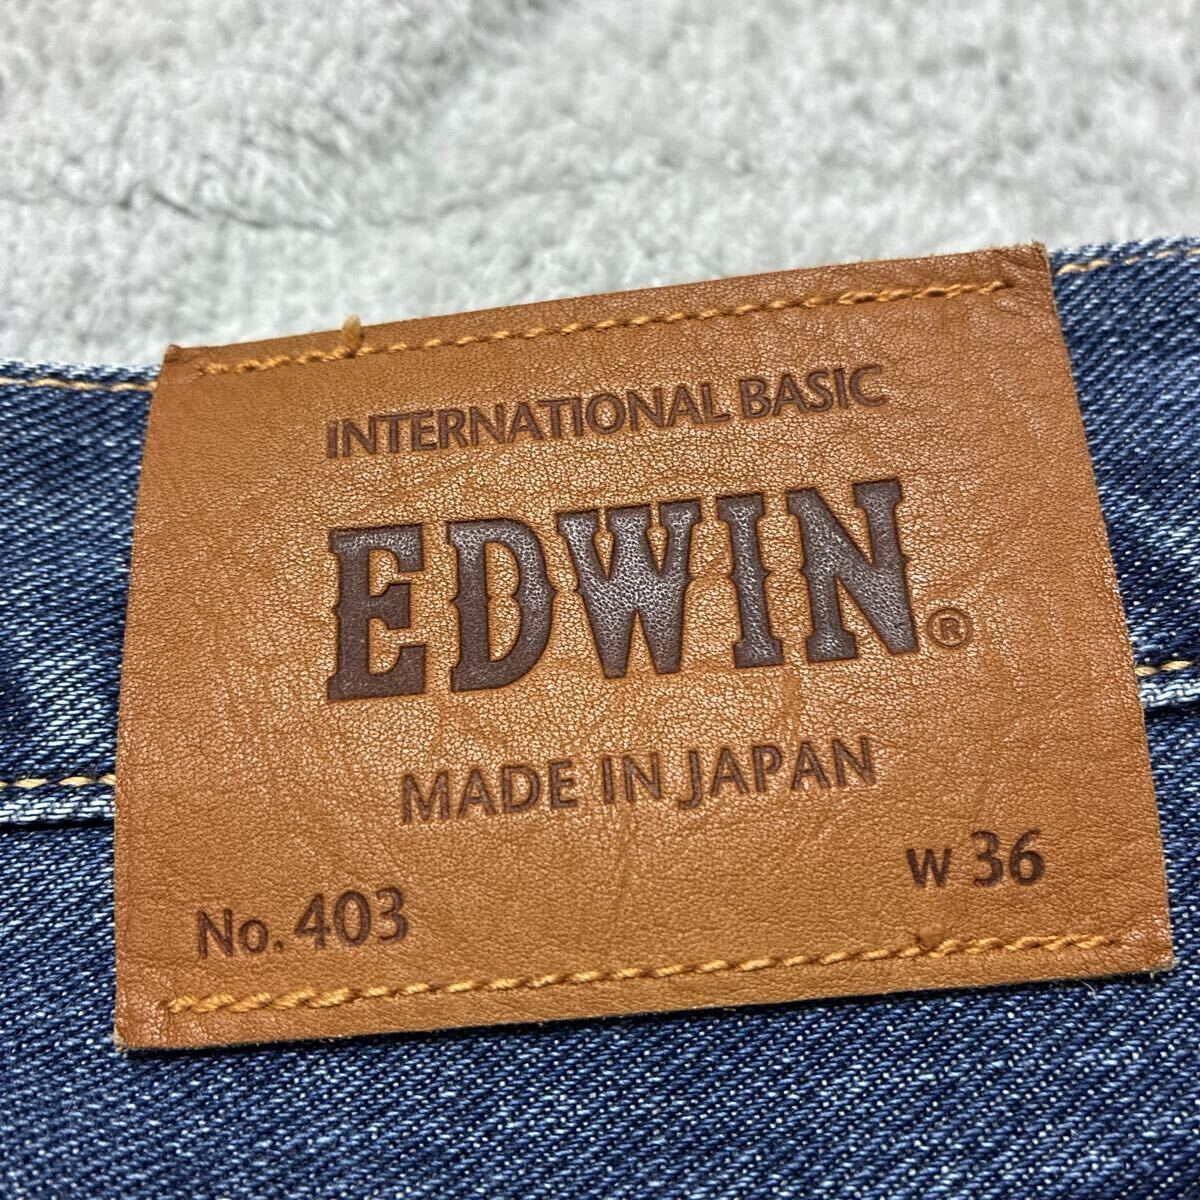 INTERNATIONAL BASIC
EDWIN®
MADE IN JAPAN
No. 403
W 36